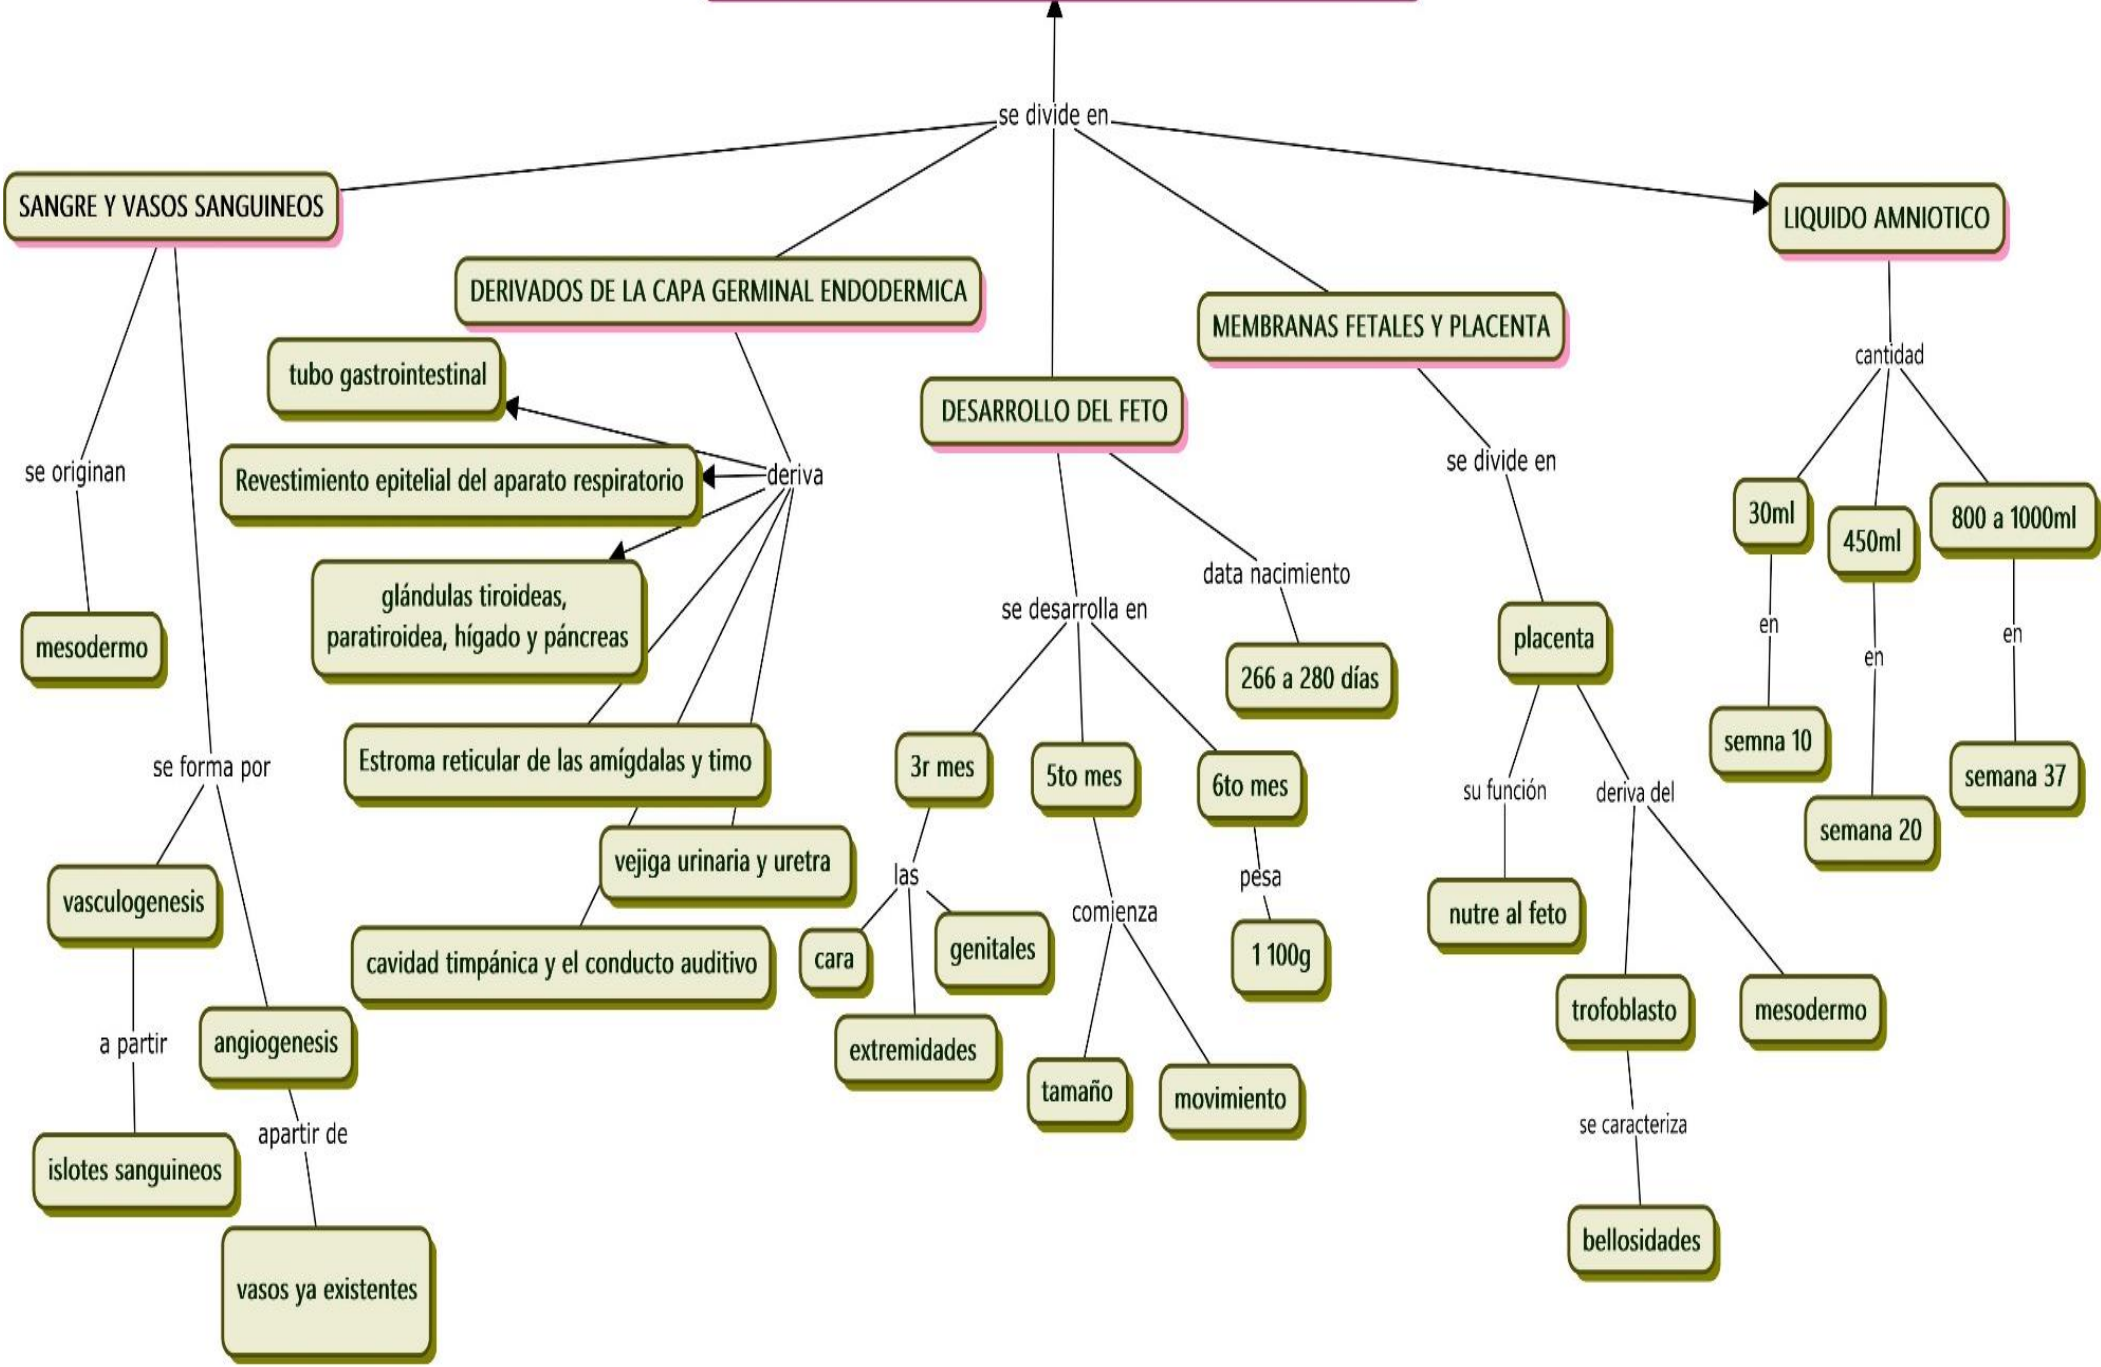 se divide en
SANGRE Y VASOS SANGUINEOS
se originan
mesodermo
se forma por
vasculogenesis
a partir
islotes sanguineos
angiogenesis
apartir de
vasos ya existentes
DERIVADOS DE LA CAPA GERMINAL ENDODERMICA
deriva
tubo gastrointestinal
Revestimiento epitelial del aparato respiratorio
glándulas tiroideas,
paratiroidea, hígado y páncreas
Estroma reticular de las amígdalas y timo
vejiga urinaria y uretra
cavidad timpánica y el conducto auditivo
DESARROLLO DEL FETO
se desarrolla en
3r mes
las
cara
extremidades
genitales
5to mes
comienza
tamaño
movimiento
6to mes
pesa
1 100g
data nacimiento
266 a 280 días
MEMBRANAS FETALES Y PLACENTA
se divide en
placenta
su función
nutre al feto
deriva del
trofoblasto
se caracteriza
bellosidades
mesodermo
LIQUIDO AMNIOTICO
cantidad
30ml
en
semna 10
450ml
en
semana 20
800 a 1000ml
en
semana 37